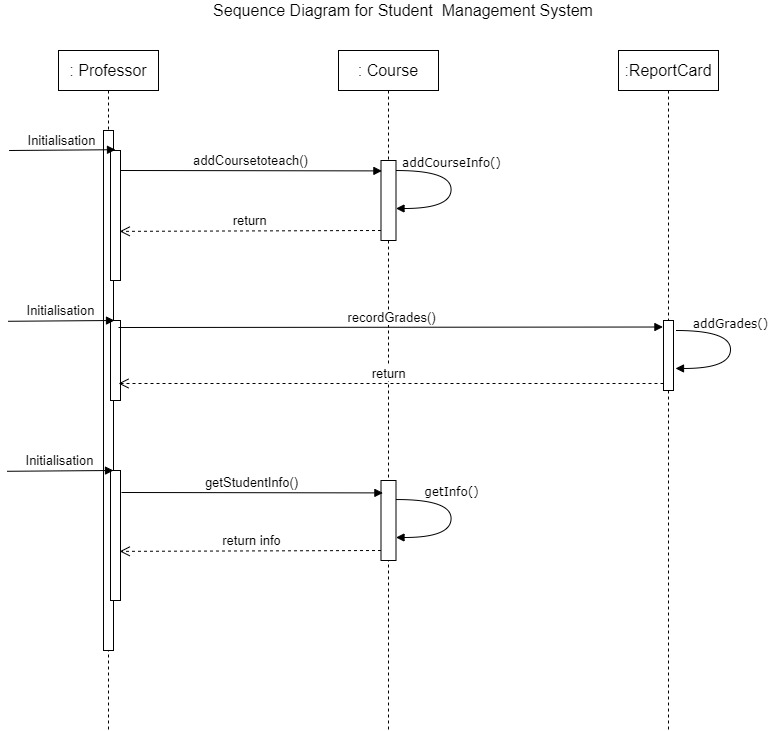 Sequence Diagram for Student  Management System
: Professor
: Course
:ReportCard
Initialisation
addCoursetoteach()
addCourseInfo()
return
Initialisation
recordGrades()
addGrades()
return
Initialisation
getStudentInfo()
getInfo()
return info